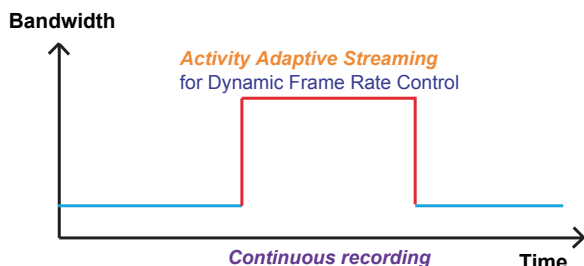 Bandwidth
Activity Adaptive Streaming
for Dynamic Frame Rate Control
Continuous recording
Time